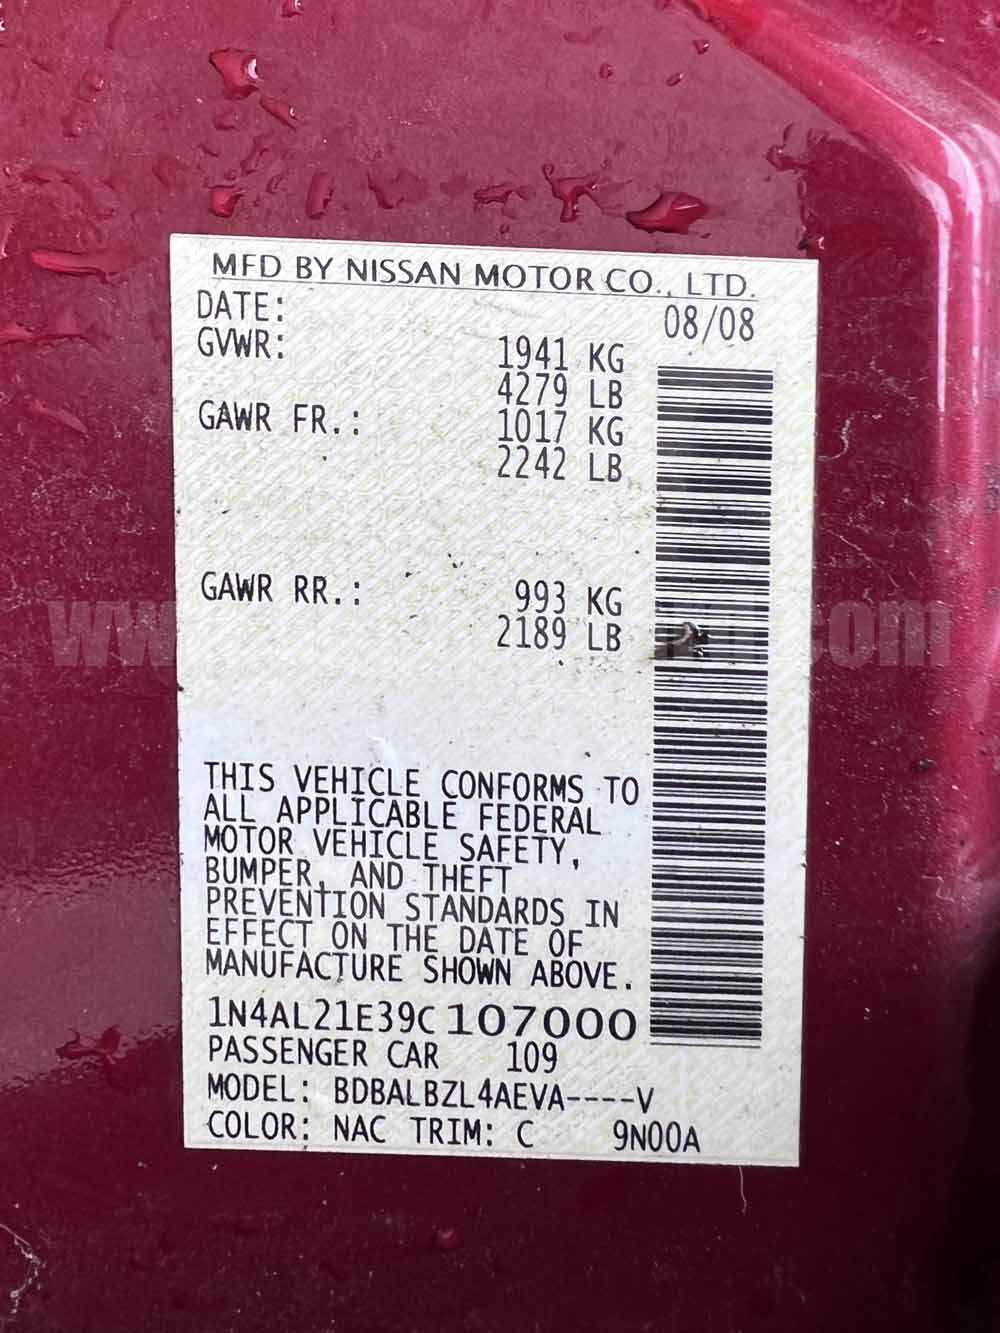 MFD BY NISSAN MOTOR CO., LTD.
DATE: 08/08
GVWR: 1941 KG
4279 LB
GAWR FR.: 1017 KG
2242 LB
GAWR RR.: 993 KG
2189 LB
THIS VEHICLE CONFORMS TO
ALL APPLICABLE FEDERAL
MOTOR VEHICLE SAFETY,
BUMPER, AND THEFT
PREVENTION STANDARDS IN
EFFECT ON THE DATE OF
MANUFACTURE SHOWN ABOVE.
1N4AL21E39C107000
PASSENGER CAR 109
MODEL: BDBALBZL4AEVA----V
COLOR: NAC TRIM: C 9N00A